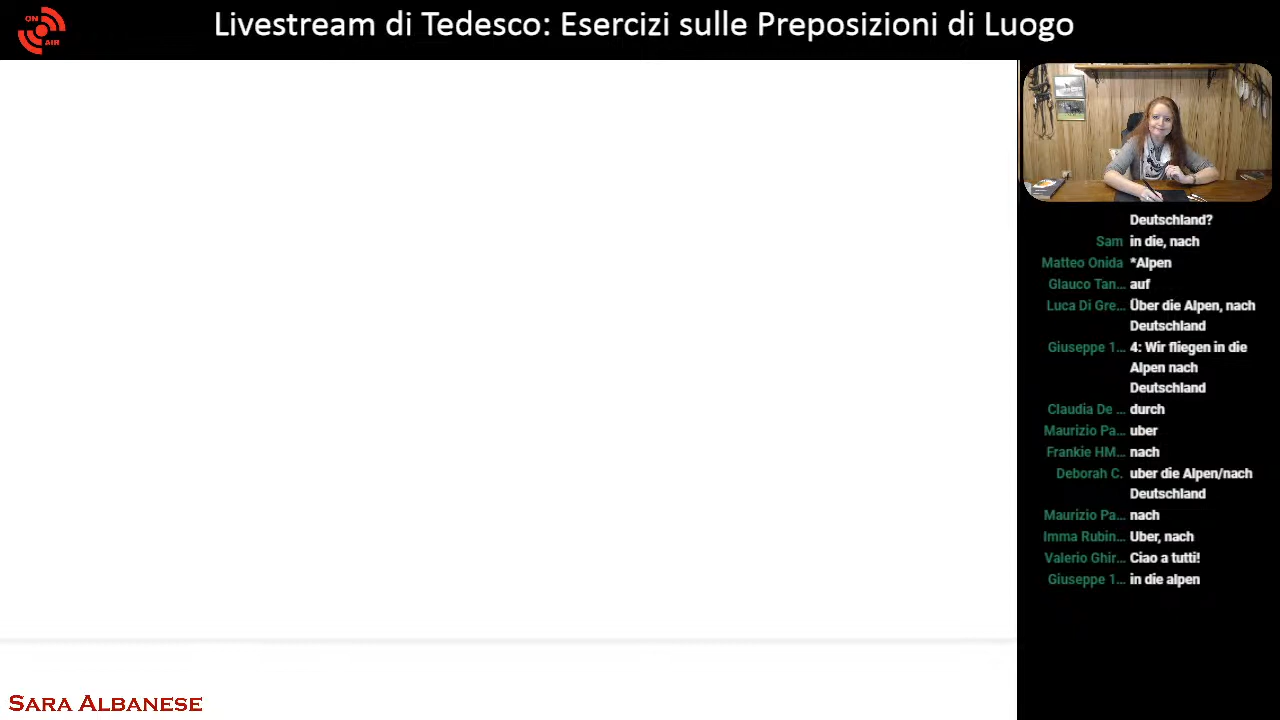 ON
AIR
Livestream di Tedesco: Esercizi sulle Preposizioni di Luogo
Deutschland?
Sam in die, nach
Matteo Onida *Alpen
Glauco Tan... auf
Luca Di Gre... Über die Alpen, nach
Deutschland
Giuseppe 1... 4: Wir fliegen in die
Alpen nach
Deutschland
Claudia De ... durch
Maurizio Pa... uber
Frankie HM... nach
Deborah C. uber die Alpen/nach
Deutschland
Maurizio Pa... nach
Imma Rubin... Uber, nach
Valerio Ghir... Ciao a tutti!
Giuseppe 1... in die alpen
SARA ALBANESE